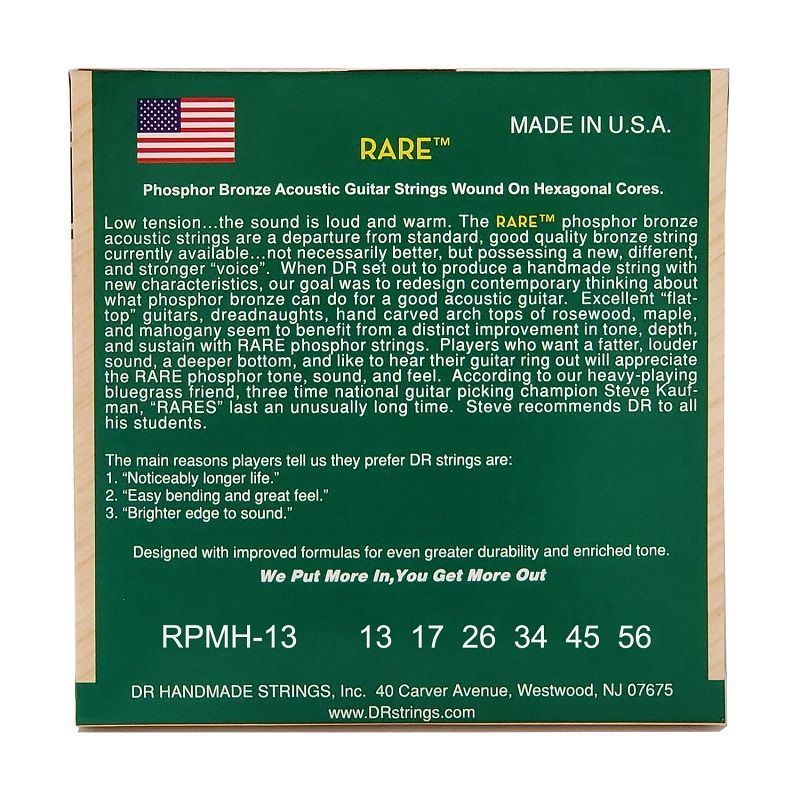 MADE IN U.S.A.
RARE™
Phosphor Bronze Acoustic Guitar Strings Wound On Hexagonal Cores.
Low tension...the sound is loud and warm. The RARE™ phosphor bronze
acoustic strings are a departure from standard, good quality bronze string
currently available...not necessarily better, but possessing a new, different,
and stronger “voice”. When DR set out to produce a handmade string with
new characteristics, our goal was to redesign contemporary thinking about
what phosphor bronze can do for a good acoustic guitar. Excellent “flat-
top” guitars, dreadnaughts, hand carved arch tops of rosewood, maple,
and mahogany seem to benefit from a distinct improvement in tone, depth,
and sustain with RARE phosphor strings. Players who want a fatter, louder
sound, a deeper bottom, and like to hear their guitar ring out will appreciate
the RARE phosphor tone, sound, and feel. According to our heavy-playing
bluegrass friend, three time national guitar picking champion Steve Kauf-
man, “RARES” last an unusually long time. Steve recommends DR to all
his students.
The main reasons players tell us they prefer DR strings are:
1. “Noticeably longer life.”
2. “Easy bending and great feel.”
3. “Brighter edge to sound.”
Designed with improved formulas for even greater durability and enriched tone.
We Put More In,You Get More Out
RPMH-13 13 17 26 34 45 56
DR HANDMADE STRINGS, Inc. 40 Carver Avenue, Westwood, NJ 07675
www.DRstrings.com